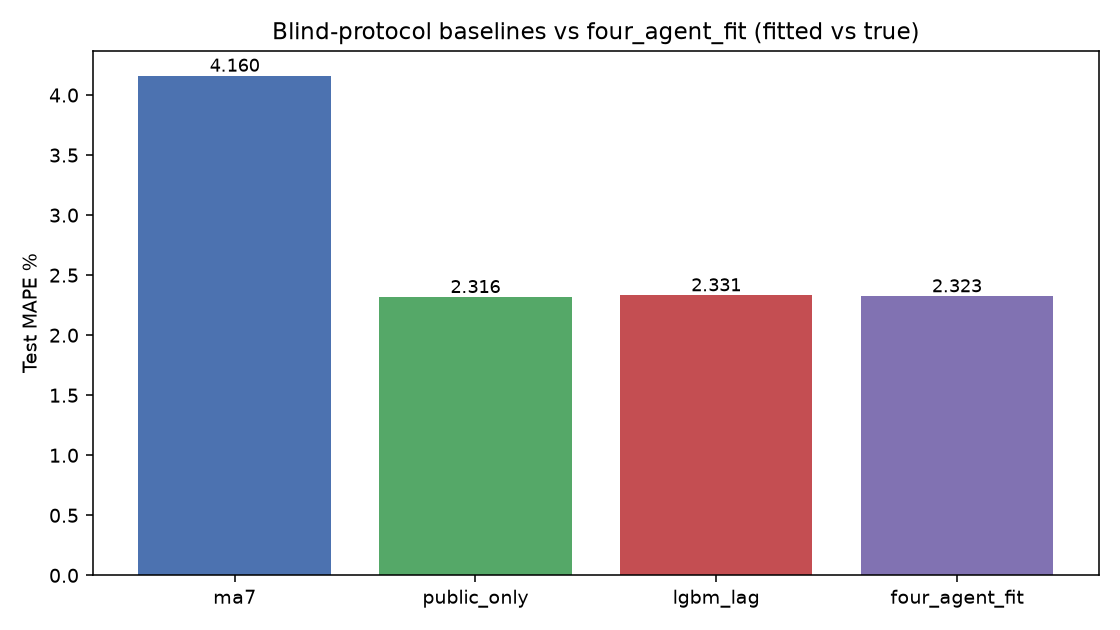 Blind-protocol baselines vs four_agent_fit (fitted vs true)
4.160
4.0
3.5
3.0
2.5
2.316
2.331
2.323
2.0
1.5
1.0
0.5
0.0
Test MAPE %
ma7
public_only
lgbm_lag
four_agent_fit